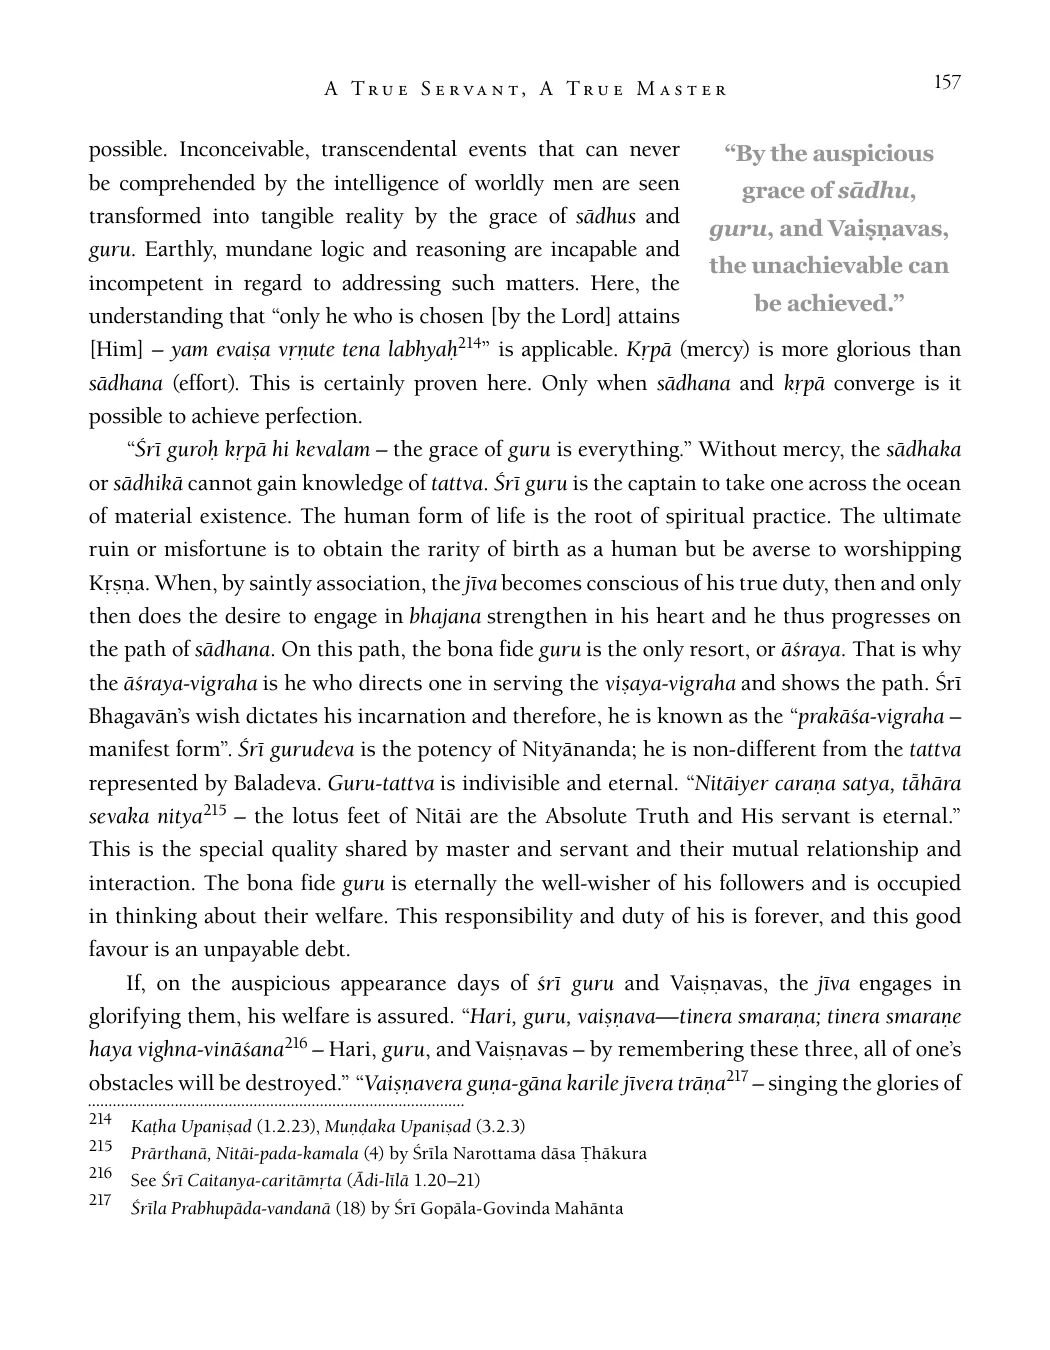 A True Servant, A True Master
157
possible. Inconceivable, transcendental events that can never
be comprehended by the intelligence of worldly men are seen
transformed into tangible reality by the grace of sādhus and
guru. Earthly, mundane logic and reasoning are incapable and
incompetent in regard to addressing such matters. Here, the
understanding that “only he who is chosen [by the Lord] attains
“By the auspicious
grace of sādhu,
guru, and Vaiṣṇavas,
the unachievable can
be achieved.”
[Him] – yam evaiṣa vṛṇute tena labhyaḥ214” is applicable. Kṛpā (mercy) is more glorious than
sādhana (effort). This is certainly proven here. Only when sādhana and kṛpā converge is it
possible to achieve perfection.
“Śrī guroḥ kṛpā hi kevalam – the grace of guru is everything.” Without mercy, the sādhaka
or sādhikā cannot gain knowledge of tattva. Śrī guru is the captain to take one across the ocean
of material existence. The human form of life is the root of spiritual practice. The ultimate
ruin or misfortune is to obtain the rarity of birth as a human but be averse to worshipping
Kṛṣṇa. When, by saintly association, the jīva becomes conscious of his true duty, then and only
then does the desire to engage in bhajana strengthen in his heart and he thus progresses on
the path of sādhana. On this path, the bona fide guru is the only resort, or āśraya. That is why
the āśraya-vigraha is he who directs one in serving the viṣaya-vigraha and shows the path. Śrī
Bhagavān’s wish dictates his incarnation and therefore, he is known as the “prakāśa-vigraha –
manifest form”. Śrī gurudeva is the potency of Nityānanda; he is non-different from the tattva
represented by Baladeva. Guru-tattva is indivisible and eternal. “Nitāiyer caraṇa satya, tā̃hāra
sevaka nitya215 – the lotus feet of Nitāi are the Absolute Truth and His servant is eternal.”
This is the special quality shared by master and servant and their mutual relationship and
interaction. The bona fide guru is eternally the well-wisher of his followers and is occupied
in thinking about their welfare. This responsibility and duty of his is forever, and this good
favour is an unpayable debt.
If, on the auspicious appearance days of śrī guru and Vaiṣṇavas, the jīva engages in
glorifying them, his welfare is assured. “Hari, guru, vaiṣṇava—tinera smaraṇa; tinera smaraṇe
haya vighna-vināśana216 – Hari, guru, and Vaiṣṇavas – by remembering these three, all of one’s
obstacles will be destroyed.” “Vaiṣṇavera guṇa-gāna karile jīvera trāṇa217 – singing the glories of
214 Kaṭha Upaniṣad (1.2.23), Muṇḍaka Upaniṣad (3.2.3)
215 Prārthanā, Nitāi-pada-kamala (4) by Śrīla Narottama dāsa Ṭhākura
216 See Śrī Caitanya-caritāmṛta (Ādi-līlā 1.20–21)
217 Śrīla Prabhupāda-vandanā (18) by Śrī Gopāla-Govinda Mahānta